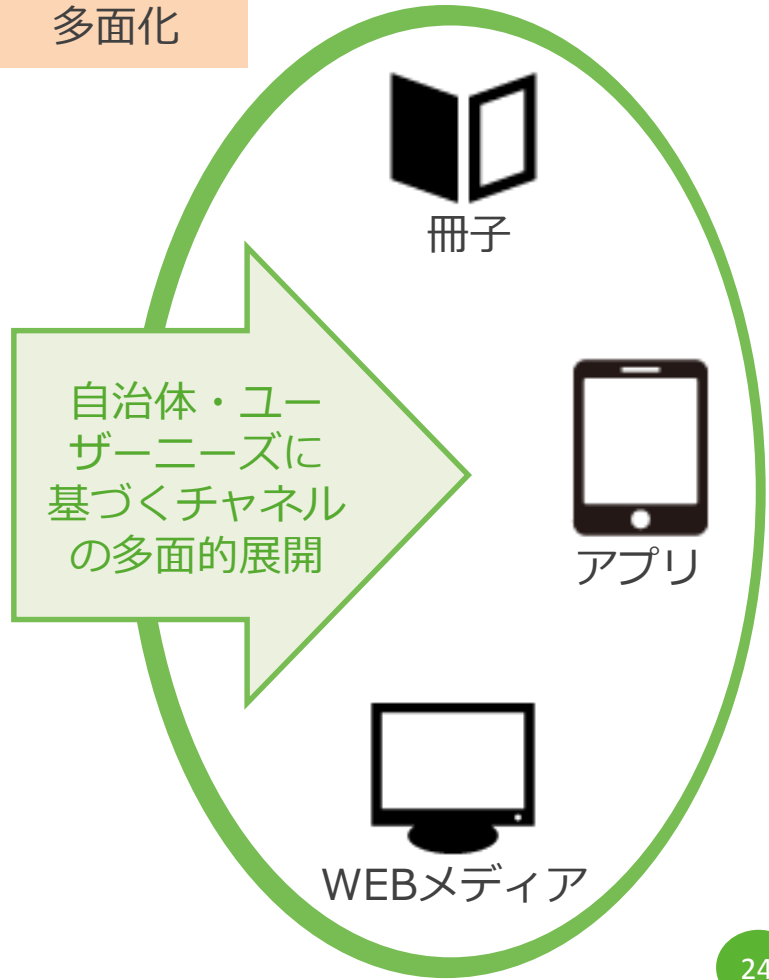 多面化
冊子
自治体・ユー
ザーニーズに
基づくチャネル
の多面的展開
アプリ
WEBメディア
24